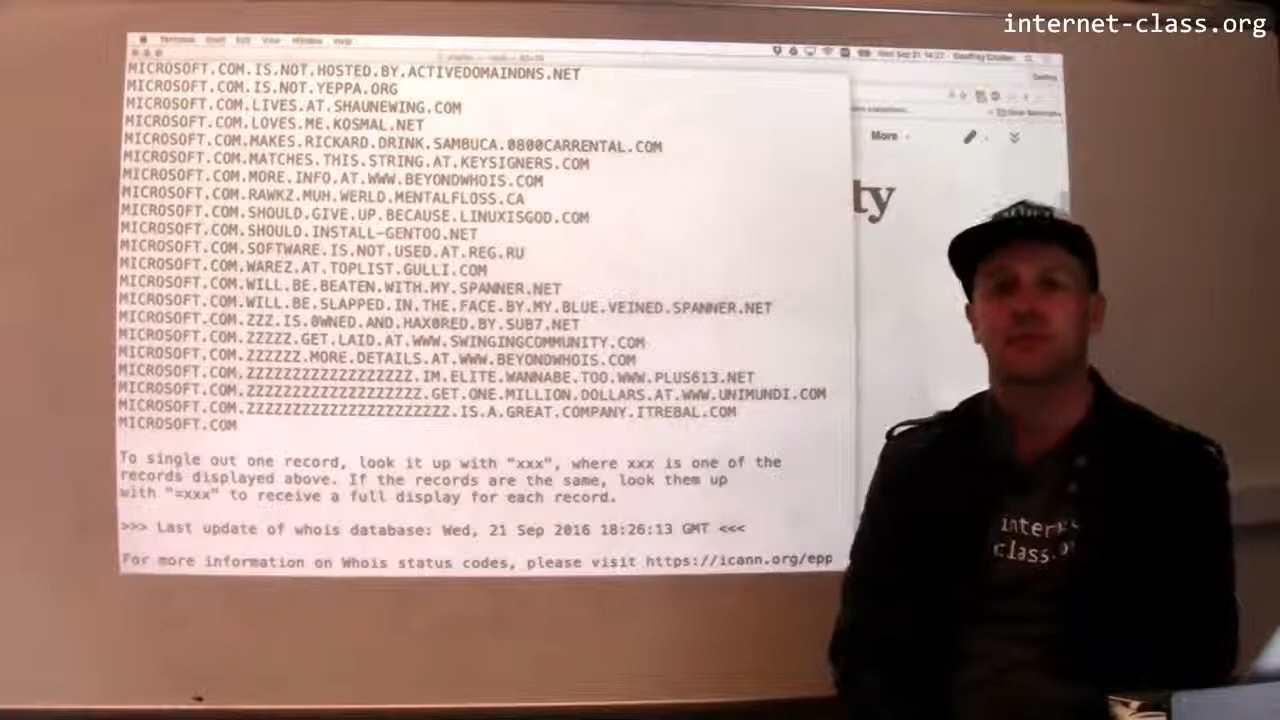 internet-class.org
Terminal Shell Edit View Window Help
MICROSOFT.COM.IS.NOT.HOSTED.BY.ACTIVEDOMAINDNS.NET
MICROSOFT.COM.IS.NOT.YEPPA.ORG
MICROSOFT.COM.LIVES.AT.SHAUNEWING.COM
MICROSOFT.COM.LOVES.ME.KOSMAL.NET
MICROSOFT.COM.MAKES.RICKARD.DRINK.SAMBUCA.0800CARRENTAL.COM
MICROSOFT.COM.MATCHES.THIS.STRING.AT.KEYSIGNERS.COM
MICROSOFT.COM.MORE.INFO.AT.WWW.BEYONDWHOIS.COM
MICROSOFT.COM.RAWKZ.MUH.WERLD.MENTALFLOSS.CA
MICROSOFT.COM.SHOULD.GIVE.UP.BECAUSE.LINUXISGOD.COM
MICROSOFT.COM.SHOULD.INSTALL-GENTOO.NET
MICROSOFT.COM.SOFTWARE.IS.NOT.USED.AT.REG.RU
MICROSOFT.COM.WAREZ.AT.TOPLIST.GULLI.COM
MICROSOFT.COM.WILL.BE.BEATEN.WITH.MY.SPANNER.NET
MICROSOFT.COM.WILL.BE.SLAPPED.IN.THE.FACE.BY.MY.BLUE.VEINED.SPANNER.NET
MICROSOFT.COM.ZZZ.IS.0WNED.AND.HAX0RED.BY.SUB7.NET
MICROSOFT.COM.ZZZZZ.GET.LAID.AT.WWW.SWINGINGCOMMUNITY.COM
MICROSOFT.COM.ZZZZZZ.MORE.DETAILS.AT.WWW.BEYONDWHOIS.COM
MICROSOFT.COM.ZZZZZZZZZZZZZZZZZZ.IM.ELITE.WANNABE.TOO.WWW.PLUS613.NET
MICROSOFT.COM.ZZZZZZZZZZZZZZZZZZZ.GET.ONE.MILLION.DOLLARS.AT.WWW.UNIMUNDI.COM
MICROSOFT.COM.ZZZZZZZZZZZZZZZZZZZZZZ.IS.A.GREAT.COMPANY.ITREBAL.COM
MICROSOFT.COM
To single out one record, look it up with "xxx", where xxx is one of the
records displayed above. If the records are the same, look them up
with "=xxx" to receive a full display for each record.
>>> Last update of whois database: Wed, 21 Sep 2016 18:26:13 GMT <<<
For more information on Whois status codes, please visit https://icann.org/epp
More
ty
class.o